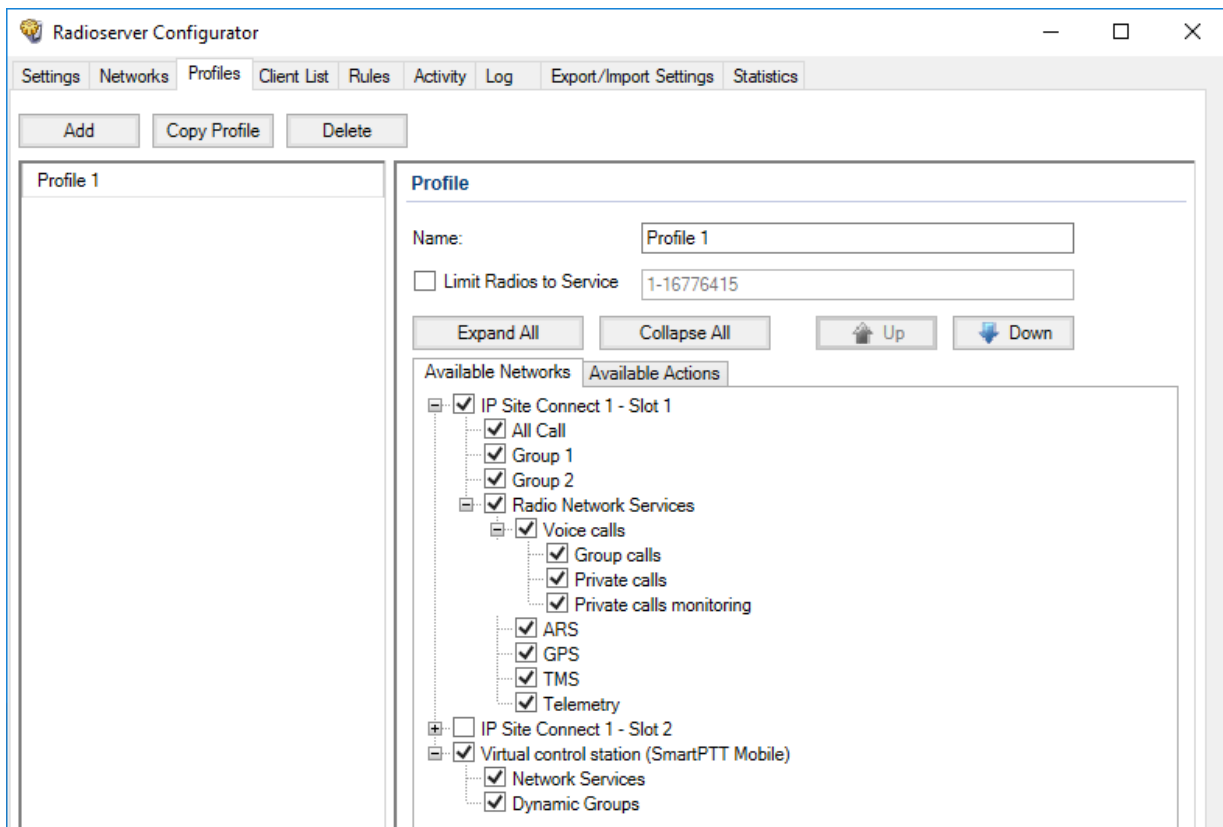 Radioserver Configurator
Settings Networks Profiles Client List Rules Activity Log Export/Import Settings Statistics
Add Copy Profile Delete
Profile 1
Profile
Name: Profile 1
Limit Radios to Service 1-16776415
Expand All Collapse All Up Down
Available Networks Available Actions
IP Site Connect 1 - Slot 1
All Call
Group 1
Group 2
Radio Network Services
Voice calls
Group calls
Private calls
Private calls monitoring
ARS
GPS
TMS
Telemetry
IP Site Connect 1 - Slot 2
Virtual control station (SmartPTT Mobile)
Network Services
Dynamic Groups